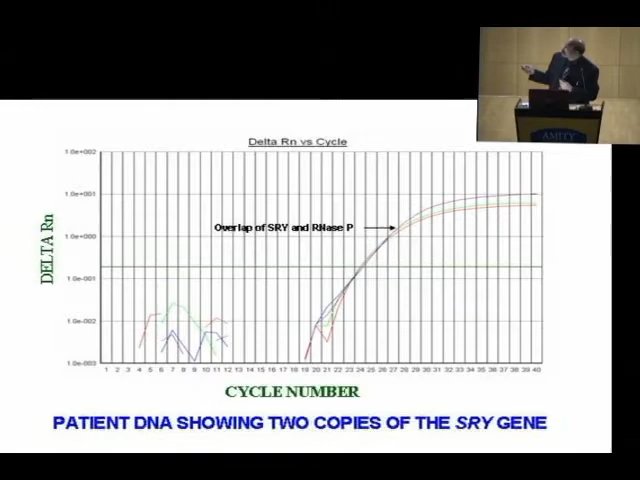 AMITY
Delta Rn vs Cycle
1.0e+002
1.0e+001
1.0e+000
1.0e-001
1.0e-002
1.0e-003
DELTA Rn
Overlap of SRY and RNase P
1 2 3 4 5 6 7 8 9 10 11 12 13 14 15 16 17 18 19 20 21 22 23 24 25 26 27 28 29 30 31 32 33 34 35 36 37 38 39 40
CYCLE NUMBER
PATIENT DNA SHOWING TWO COPIES OF THE SRY GENE